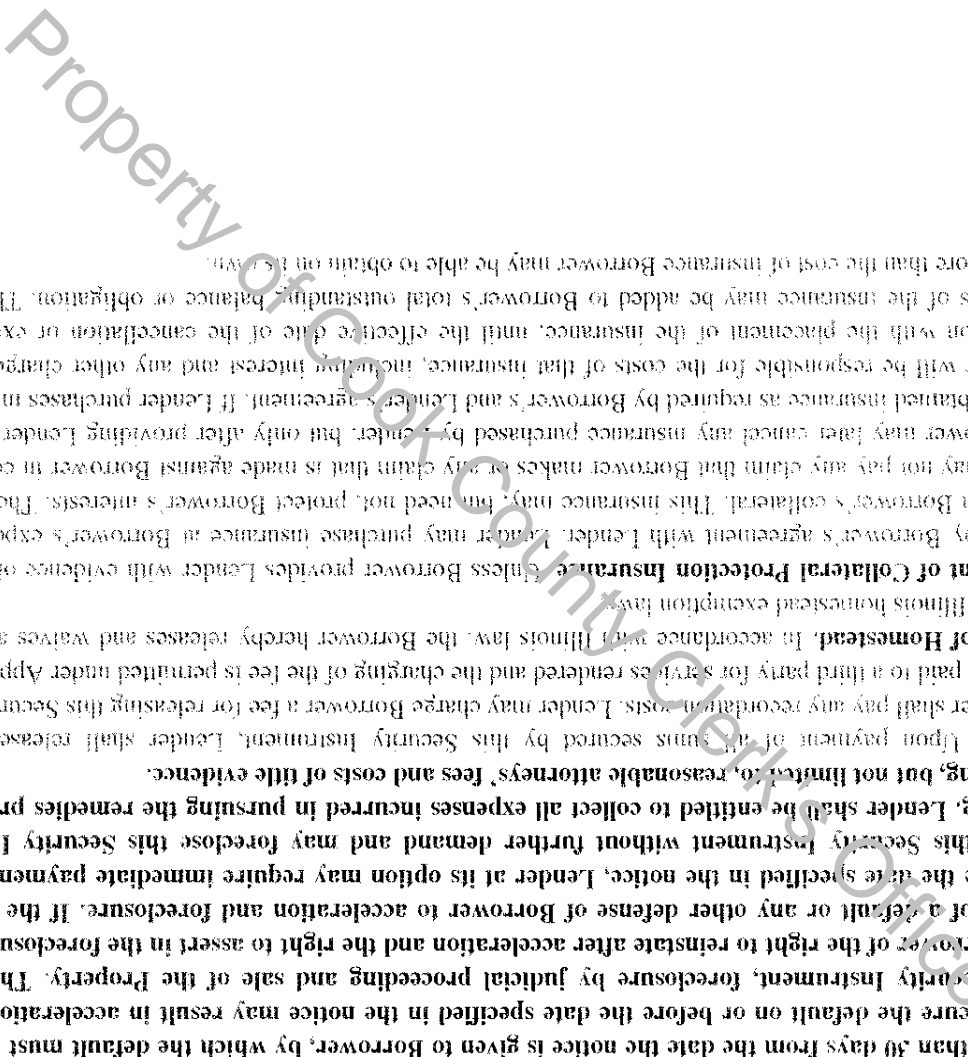 than 30 days from the date the notice is given to Borrower, by which the default must
cure the default on or before the date specified in the notice may result in acceleratio
curity Instrument, foreclosure by judicial proceeding and sale of the Property. Th
rrower of the right to reinstate after acceleration and the right to assert in the foreclosu
of a default or any other defense of Borrower to acceleration and foreclosure. If the
e the date specified in the notice, Lender at its option may require immediate paymen
this Security Instrument without further demand and may foreclose this Security I
g. Lender shall be entitled to collect all expenses incurred in pursuing the remedies pr
ng, but not limited to, reasonable attorneys' fees and costs of title evidence.
Upon payment of all sums secured by this Security Instrument, Lender shall release
er shall pay any recordation costs. Lender may charge Borrower a fee for releasing this Secur
paid to a third party for services rendered and the charging of the fee is permitted under App
of Homestead. In accordance with Illinois law, the Borrower hereby releases and waives a
Illinois homestead exemption laws.
nt of Collateral Protection Insurance. Unless Borrower provides Lender with evidence of
by Borrower's agreement with Lender, Lender may purchase insurance at Borrower's expe
n Borrower's collateral. This insurance may, but need not, protect Borrower's interests. The
may not pay any claim that Borrower makes or any claim that is made against Borrower in co
ower may later cancel any insurance purchased by Lender, but only after providing Lender
btained insurance as required by Borrower's and Lender's agreement. If Lender purchases in
will be responsible for the costs of that insurance, including interest and any other charge
on with the placement of the insurance, until the effective date of the cancellation or ex
s of the insurance may be added to Borrower's total outstanding balance or obligation. Th
ore than the cost of insurance Borrower may be able to obtain on its own.
Property of Cook County Clerk's Office